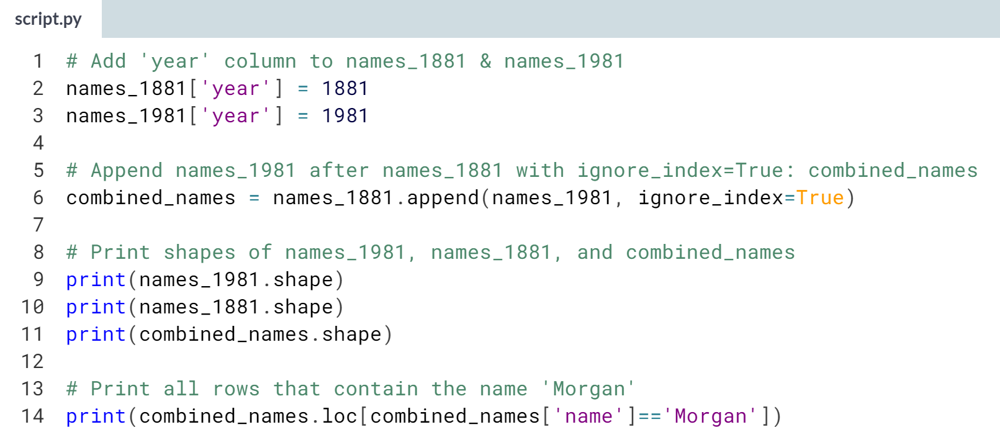 script.py
1 # Add 'year' column to names_1881 & names_1981
2 names_1881['year'] = 1881
3 names_1981['year'] = 1981
4
5 # Append names_1981 after names_1881 with ignore_index=True: combined_names
6 combined_names = names_1881.append(names_1981, ignore_index=True)
7
8 # Print shapes of names_1981, names_1881, and combined_names
9 print(names_1981.shape)
10 print(names_1881.shape)
11 print(combined_names.shape)
12
13 # Print all rows that contain the name 'Morgan'
14 print(combined_names.loc[combined_names['name']=='Morgan'])